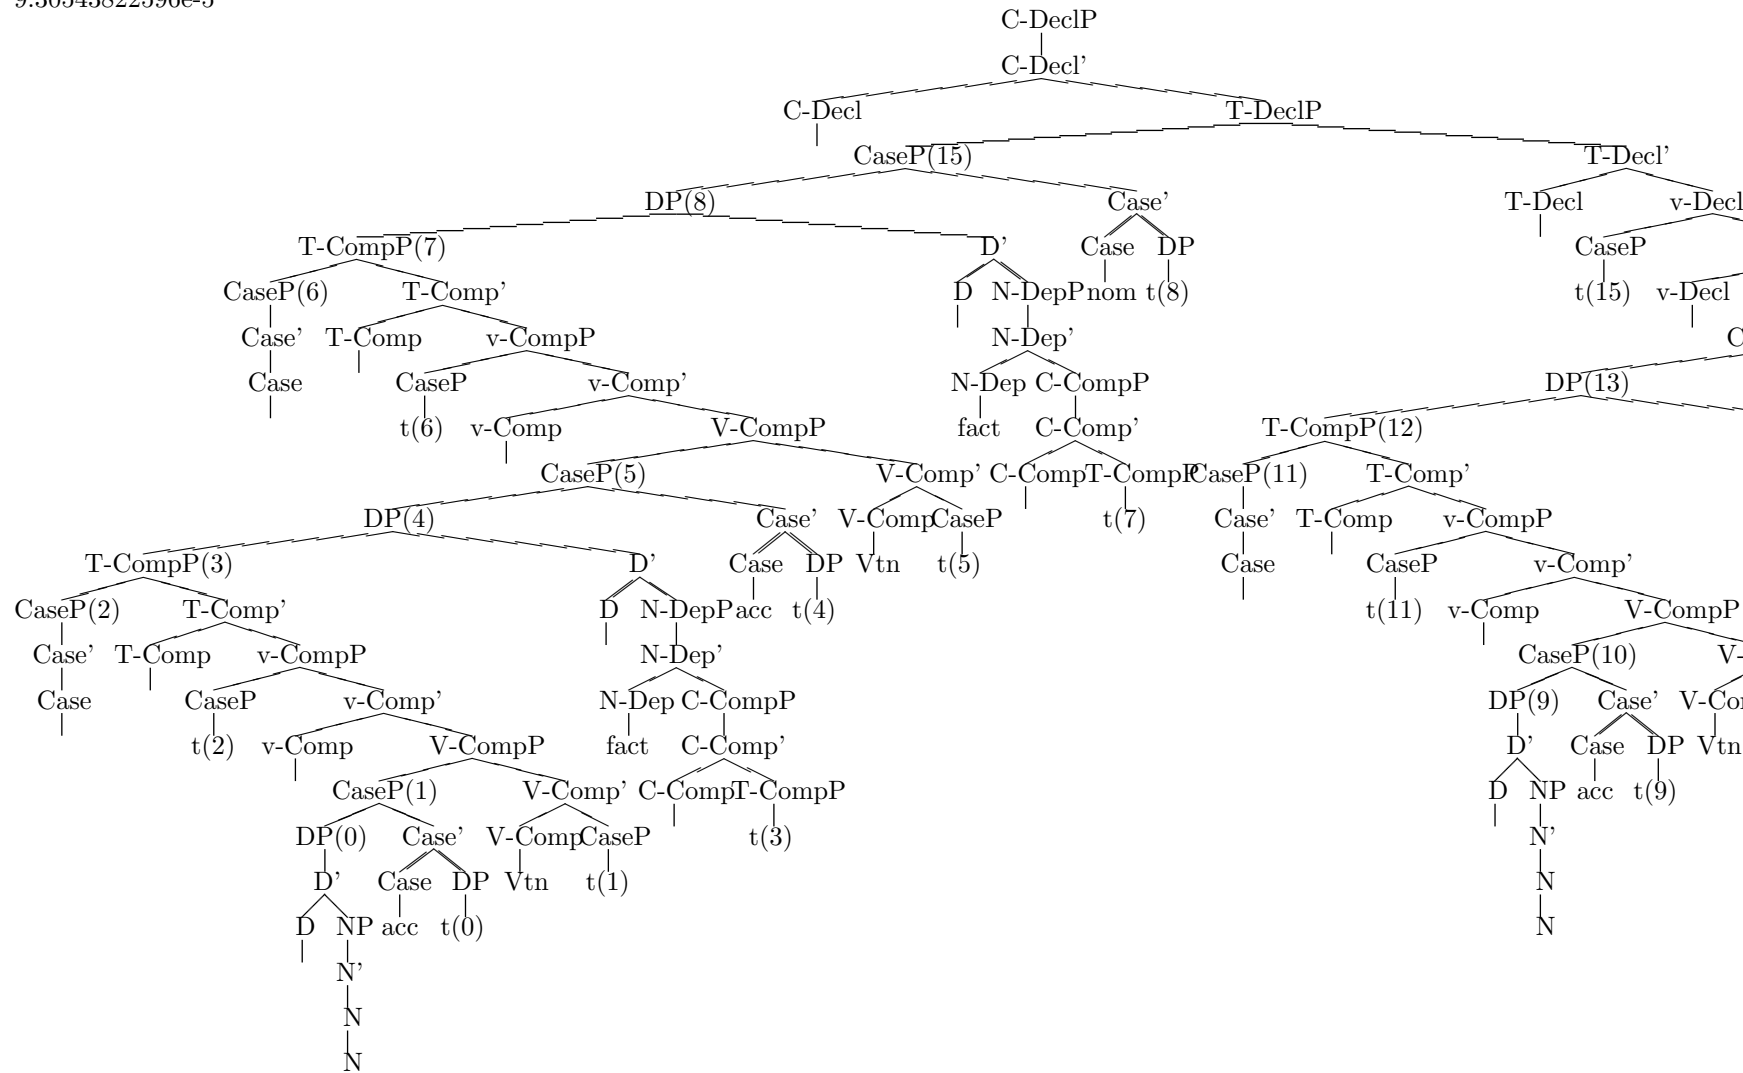 C-DeclP
C-Decl'
C-Decl T-DeclP
CaseP(15) T-Decl'
DP(8) Case' T-Decl v-Decl
T-CompP(7) D' Case DP CaseP
CaseP(6) T-Comp' D N-DepP nom t(8) t(15) v-Decl
Case' T-Comp v-CompP N-Dep'
Case CaseP v-Comp' N-Dep C-CompP DP(13)
t(6) v-Comp V-CompP fact C-Comp' T-CompP(12)
CaseP(5) V-Comp' C-Comp T-CompP CaseP(11) T-Comp'
DP(4) Case' V-Comp CaseP t(7) Case' T-Comp v-CompP
T-CompP(3) D' Case DP Vtn t(5) Case CaseP v-Comp'
CaseP(2) T-Comp' D N-DepP acc t(4) t(11) v-Comp V-CompP
Case' T-Comp v-CompP N-Dep' CaseP(10) V-
Case CaseP v-Comp' N-Dep C-CompP DP(9) Case' V-Com
t(2) v-Comp V-CompP fact C-Comp' D' Case DP Vtn
CaseP(1) V-Comp' C-Comp T-CompP D NP acc t(9)
DP(0) Case' V-Comp CaseP t(3) N'
D' Case DP Vtn t(1) N
D NP acc t(0) N
N'
N
N